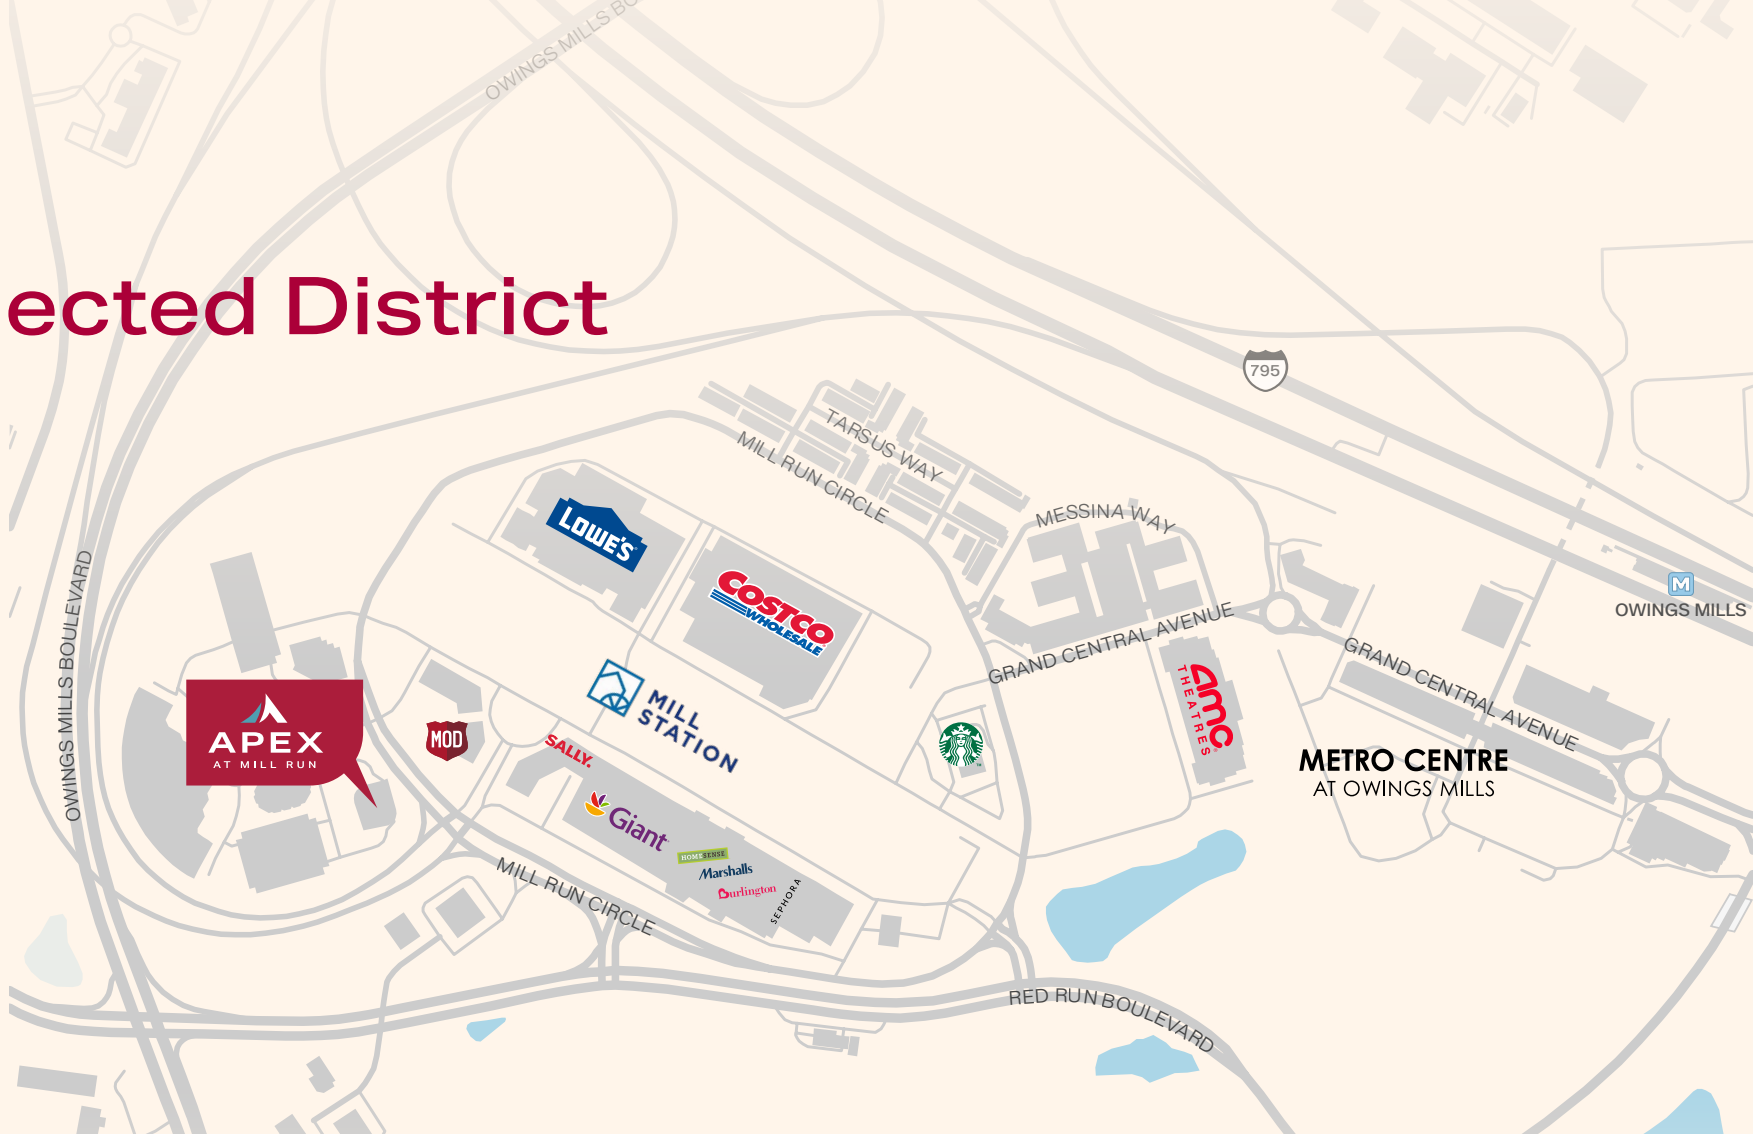 OWINGS MILLS BO
ected District
795
TARSUS WAY
MILL RUN CIRCLE
MESSINA WAY
LOWE'S
COSTCO
WHOLESALE
M
OWINGS MILLS
GRAND CENTRAL AVENUE
GRAND CENTRAL AVENUE
OWINGS MILLS BOULEVARD
APEX
AT MILL RUN
MOD
MILL
STATION
SALLY.
amc
THEATRES
METRO CENTRE
AT OWINGS MILLS
Giant
HOMESENSE
Marshalls
Burlington
SEPHORA
MILL RUN CIRCLE
RED RUN BOULEVARD